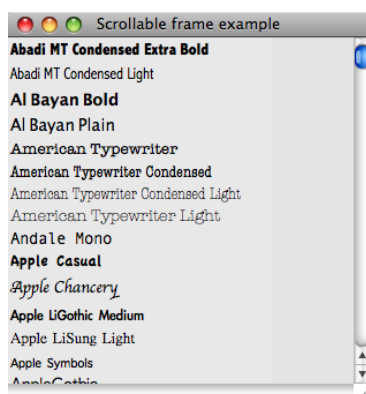 Scrollable frame example
Abadi MT Condensed Extra Bold
Abadi MT Condensed Light
Al Bayan Bold
Al Bayan Plain
American Typewriter
American Typewriter Condensed
American Typewriter Condensed Light
American Typewriter Light
Andale Mono
Apple Casual
Apple Chancery
Apple LiGothic Medium
Apple LiSung Light
Apple Symbols
AppleGothic